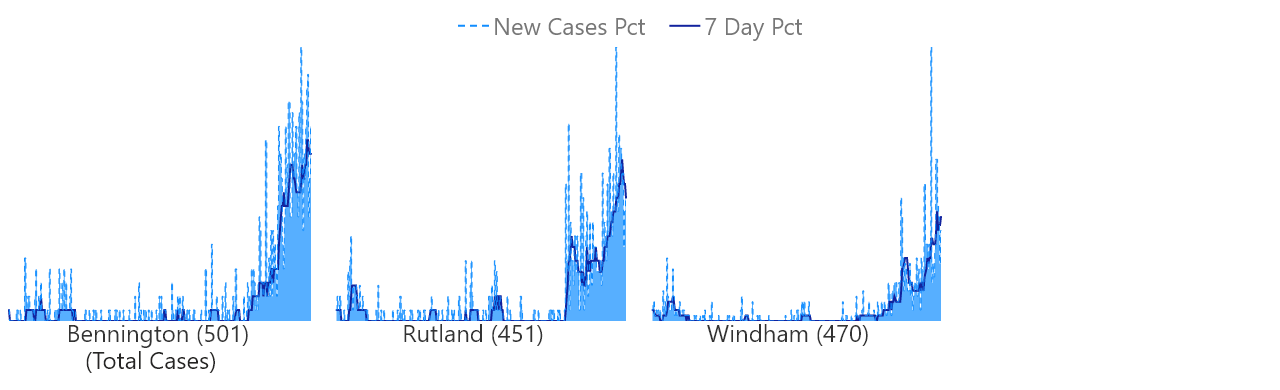 New Cases Pct 7 Day Pct
Bennington (501) Rutland (451) Windham (470)
(Total Cases)